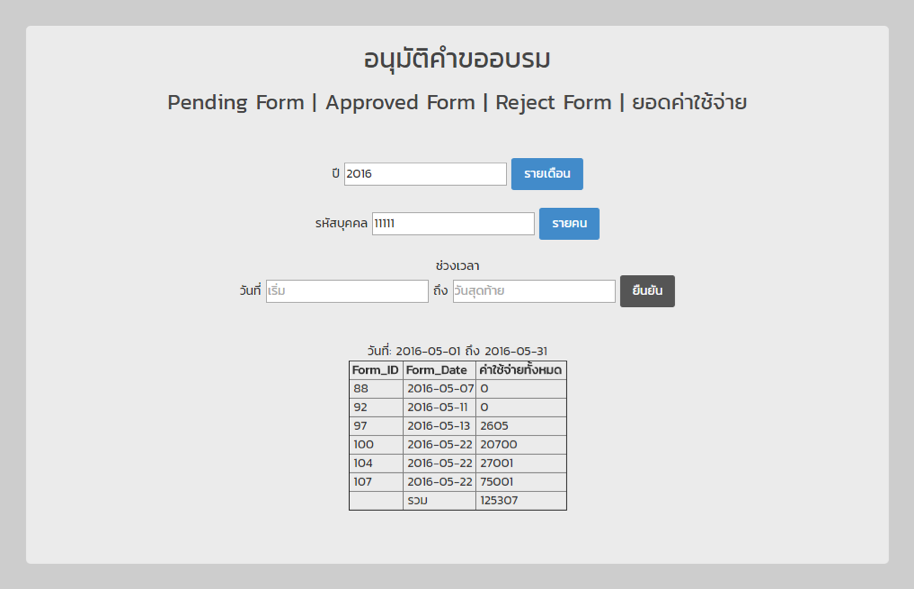 อนุมัติคำขออบรม
Pending Form | Approved Form | Reject Form | ยอดค่าใช้จ่าย
ปี 2016 รายเดือน
รหัสบุคคล 11111 รายคน
ช่วงเวลา
วันที่ เริ่ม ถึง วันสุดท้าย ยืนยัน
วันที่: 2016-05-01 ถึง 2016-05-31
Form_ID Form_Date ค่าใช้จ่ายทั้งหมด
88 2016-05-07 0
92 2016-05-11 0
97 2016-05-13 2605
100 2016-05-22 20700
104 2016-05-22 27001
107 2016-05-22 75001
รวม 125307